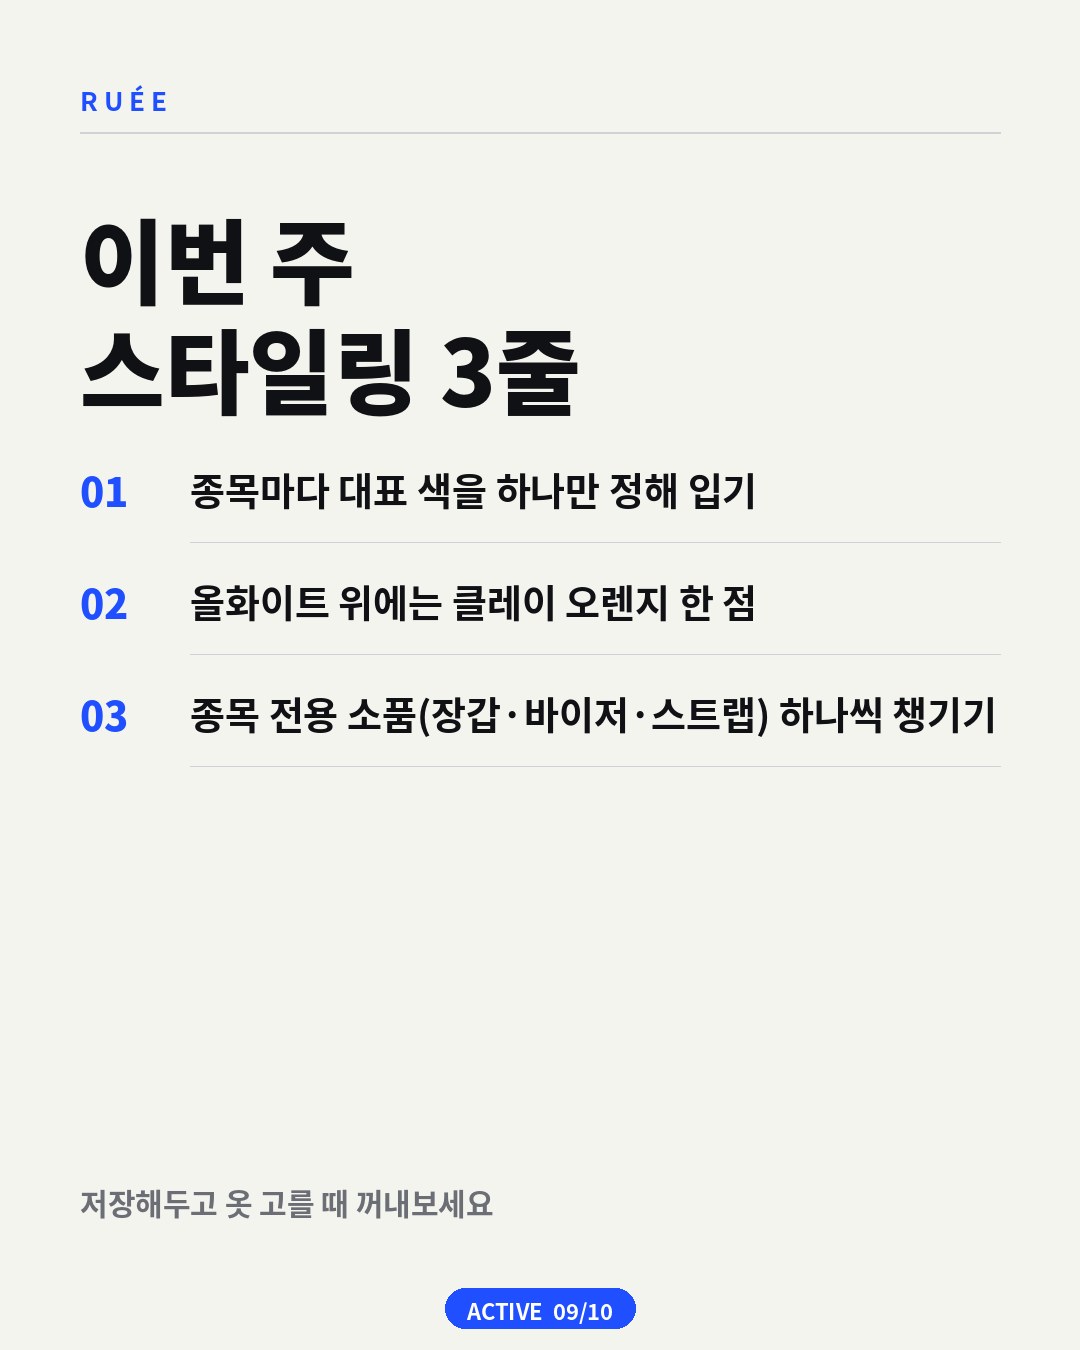 RUÉE
이번 주
스타일링 3줄
01 종목마다 대표 색을 하나만 정해 입기
02 올화이트 위에는 클레이 오렌지 한 점
03 종목 전용 소품(장갑·바이저·스트랩) 하나씩 챙기기
저장해두고 옷 고를 때 꺼내보세요
ACTIVE 09/10